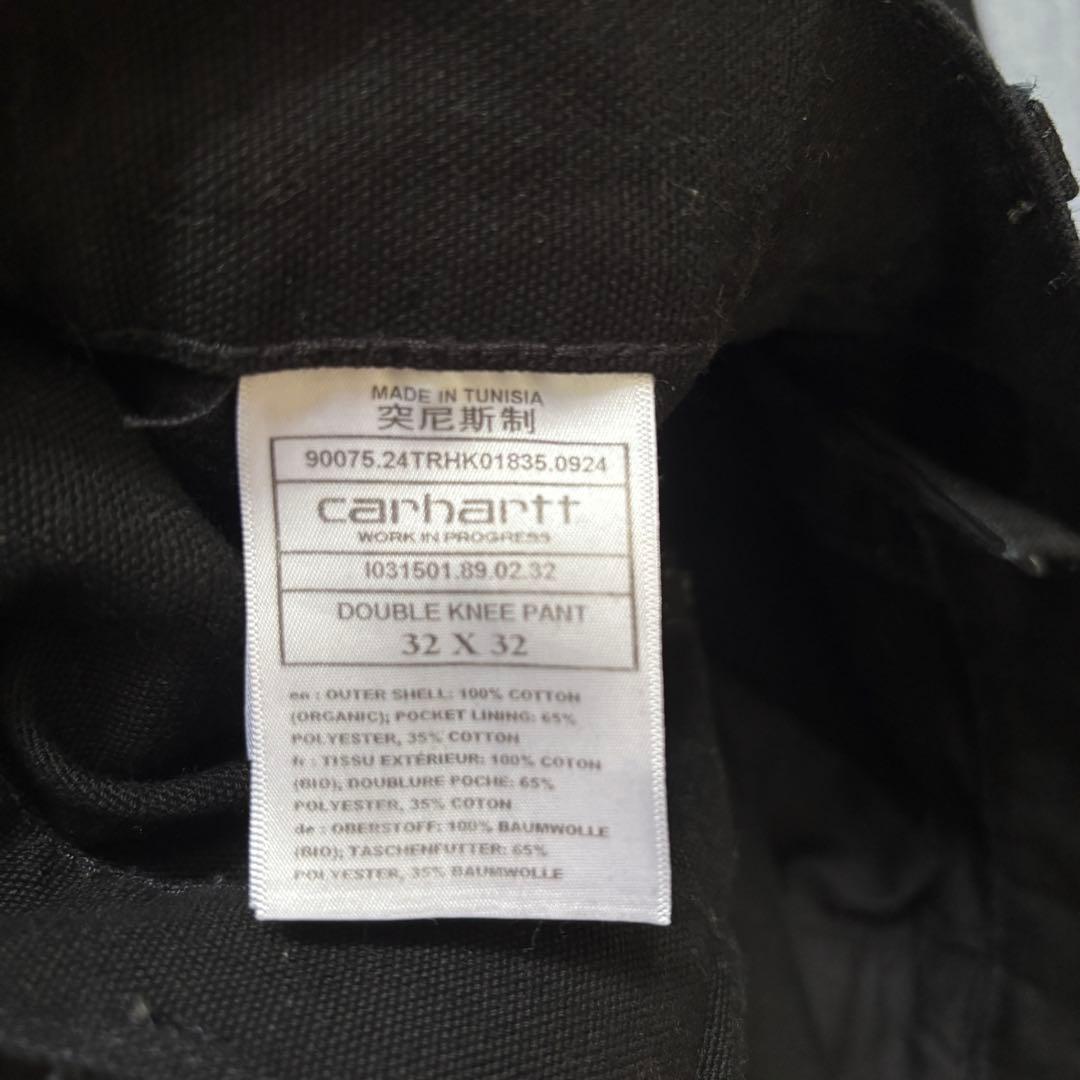 MADE IN TUNISIA
突尼斯制
90075.24TRHK01835.0924
carhartt
WORK IN PROGRESS
I031501.89.02.32
DOUBLE KNEE PANT
32 X 32
en : OUTER SHELL: 100% COTTON
(ORGANIC); POCKET LINING: 65%
POLYESTER, 35% COTTON
fr : TISSU EXTÉRIEUR: 100% COTON
(BIO), DOUBLURE POCHE: 65%
POLYESTER, 35% COTON
de : OBERSTOFF: 100% BAUMWOLLE
(BIO); TASCHENFUTTER: 65%
POLYESTER, 35% BAUMWOLLE